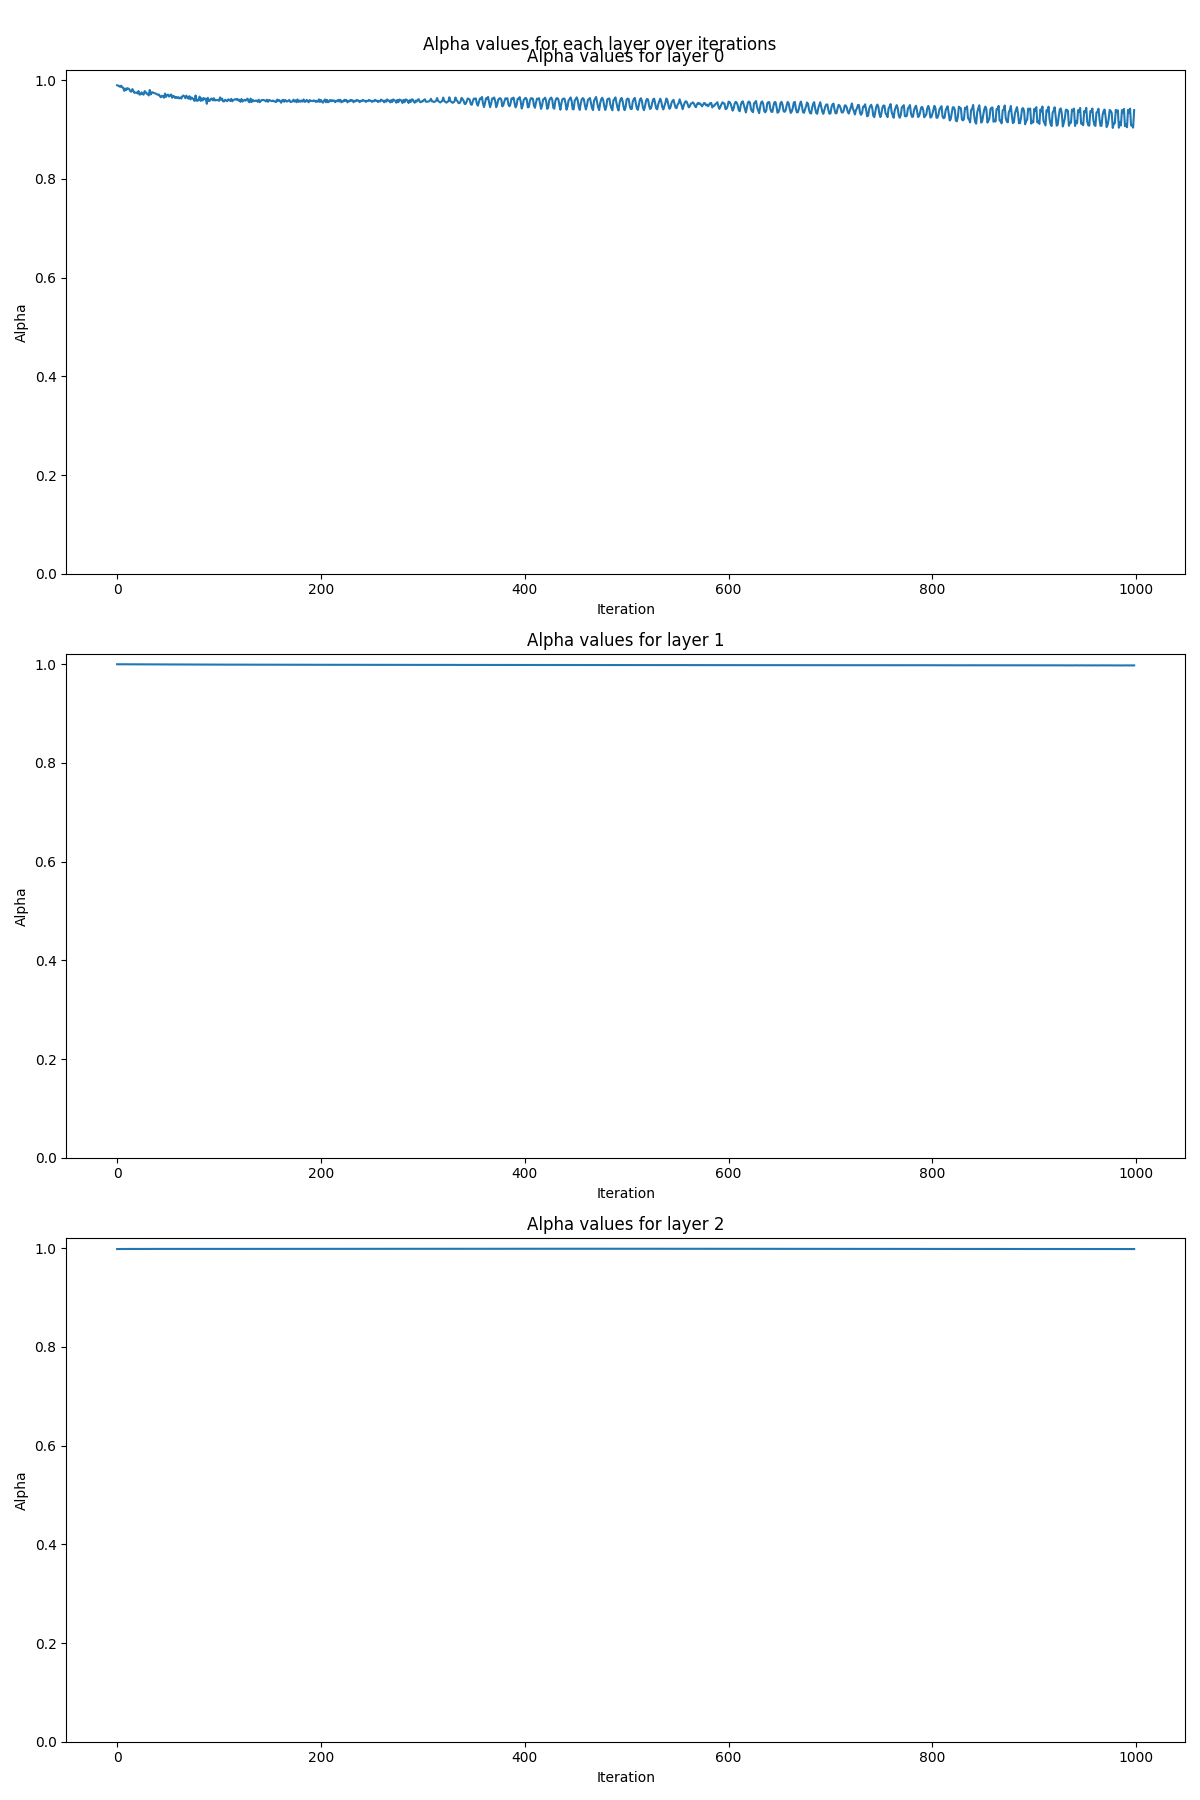 Alpha values for each layer over iterations
Alpha values for layer 0
1.0
0.8
0.6
0.4
0.2
0.0
Alpha
0 200 400 600 800 1000
Iteration
Alpha values for layer 1
1.0
0.8
0.6
0.4
0.2
0.0
Alpha
0 200 400 600 800 1000
Iteration
Alpha values for layer 2
1.0
0.8
0.6
0.4
0.2
0.0
Alpha
0 200 400 600 800 1000
Iteration